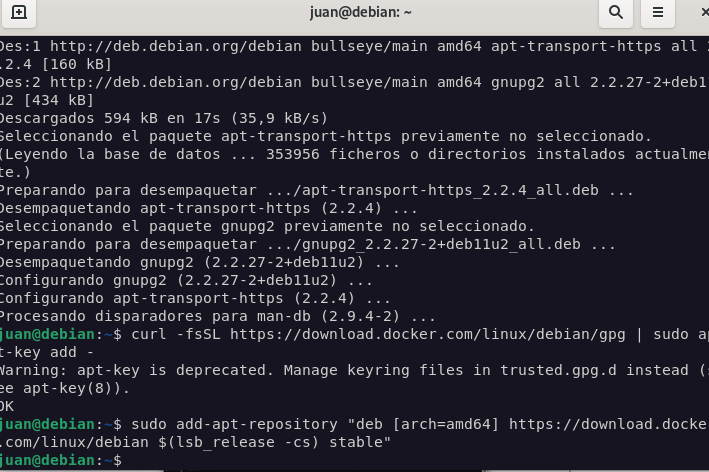 juan@debian: ~
Des:1 http://deb.debian.org/debian bullseye/main amd64 apt-transport-https all
.2.4 [160 kB]
Des:2 http://deb.debian.org/debian bullseye/main amd64 gnupg2 all 2.2.27-2+deb1
u2 [434 kB]
Descargados 594 kB en 17s (35,9 kB/s)
Seleccionando el paquete apt-transport-https previamente no seleccionado.
(Leyendo la base de datos ... 353956 ficheros o directorios instalados actualme
te.)
Preparando para desempaquetar .../apt-transport-https_2.2.4_all.deb ...
Desempaquetando apt-transport-https (2.2.4) ...
Seleccionando el paquete gnupg2 previamente no seleccionado.
Preparando para desempaquetar .../gnupg2_2.2.27-2+deb11u2_all.deb ...
Desempaquetando gnupg2 (2.2.27-2+deb11u2) ...
Configurando gnupg2 (2.2.27-2+deb11u2) ...
Configurando apt-transport-https (2.2.4) ...
Procesando disparadores para man-db (2.9.4-2) ...
juan@debian:~$ curl -fsSL https://download.docker.com/linux/debian/gpg | sudo ap
t-key add -
Warning: apt-key is deprecated. Manage keyring files in trusted.gpg.d instead (s
ee apt-key(8)).
OK
juan@debian:~$ sudo add-apt-repository "deb [arch=amd64] https://download.docke
.com/linux/debian $(lsb_release -cs) stable"
juan@debian:~$